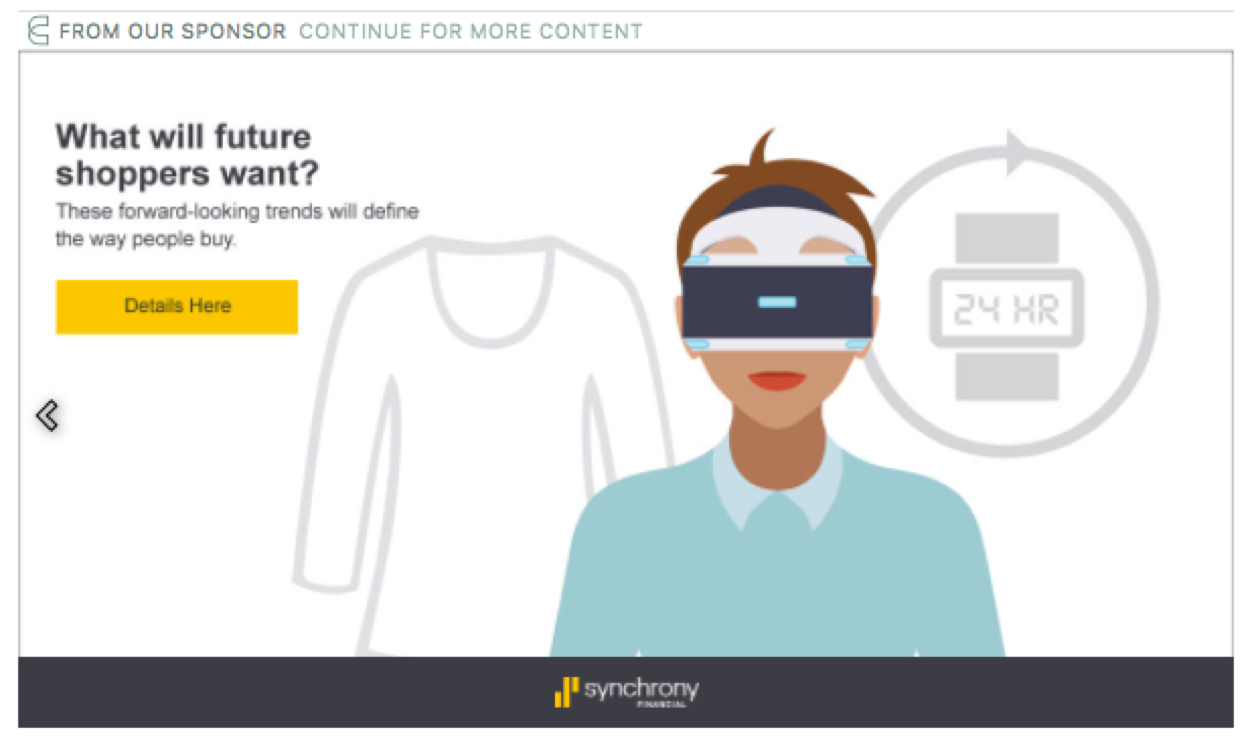 FROM OUR SPONSOR CONTINUE FOR MORE CONTENT
What will future
shoppers want?
These forward-looking trends will define
the way people buy.
Details Here
24 HR
synchrony
FINANCIAL